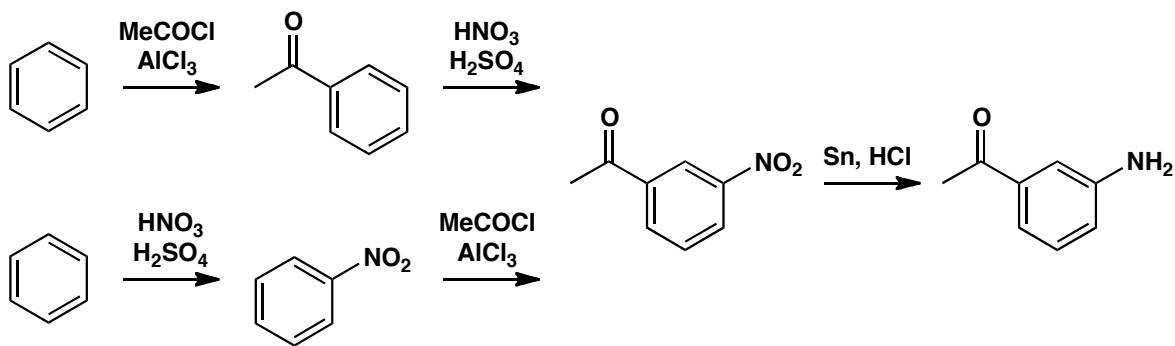 MeCOCl
AlCl₃
O
HNO₃
H₂SO₄
HNO₃
H₂SO₄
NO₂
MeCOCl
AlCl₃
O
NO₂
Sn, HCl
O
NH₂